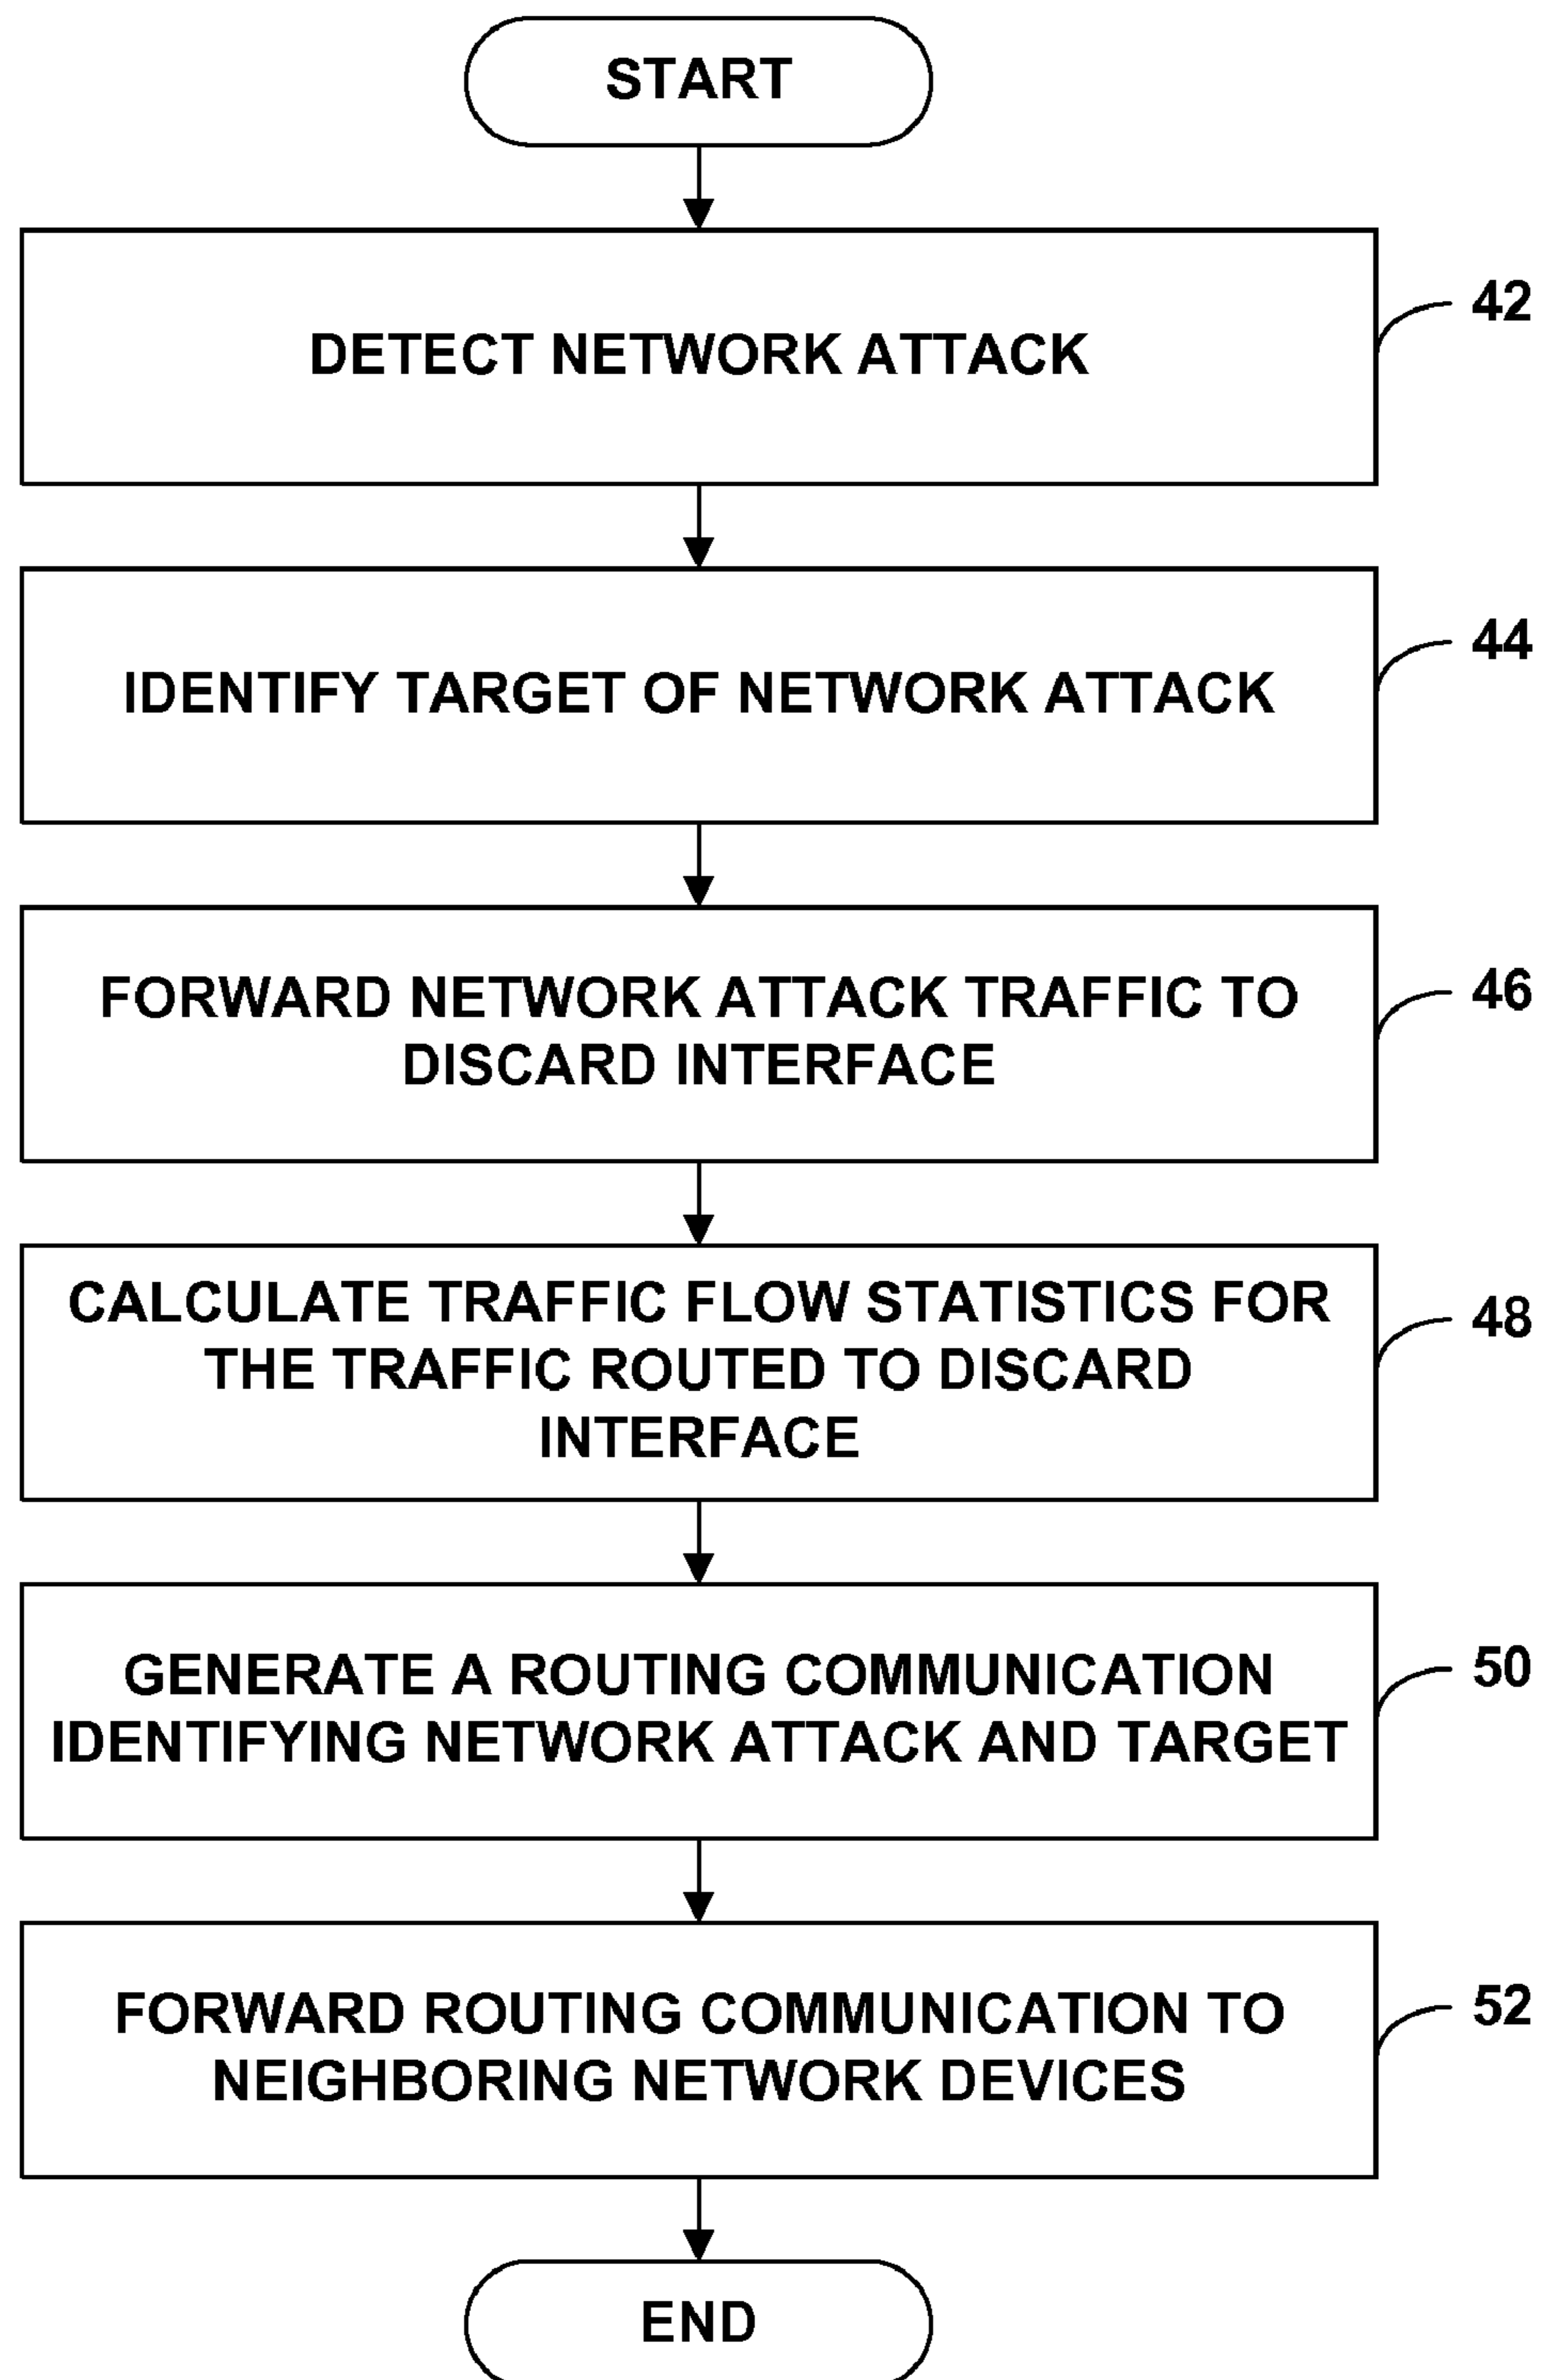 START
DETECT NETWORK ATTACK
42
IDENTIFY TARGET OF NETWORK ATTACK
44
FORWARD NETWORK ATTACK TRAFFIC TO
DISCARD INTERFACE
46
CALCULATE TRAFFIC FLOW STATISTICS FOR
THE TRAFFIC ROUTED TO DISCARD
INTERFACE
48
GENERATE A ROUTING COMMUNICATION
IDENTIFYING NETWORK ATTACK AND TARGET
50
FORWARD ROUTING COMMUNICATION TO
NEIGHBORING NETWORK DEVICES
52
END